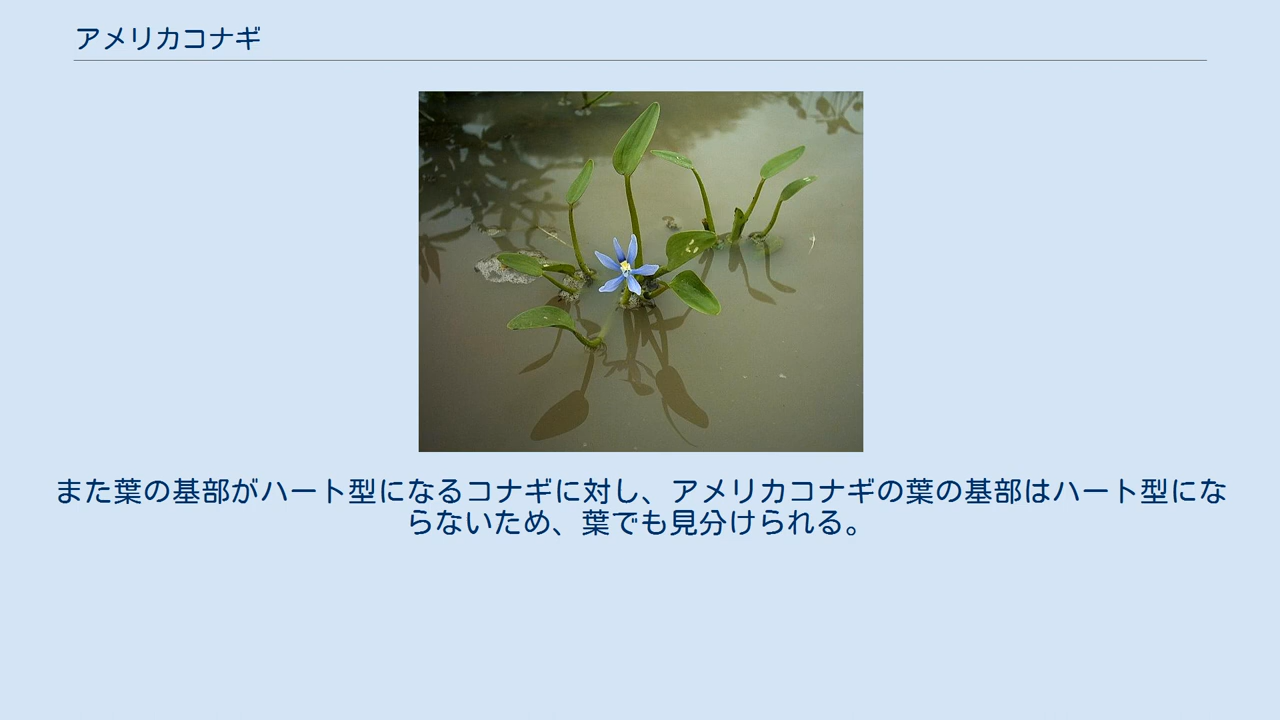 アメリカコナギ
また葉の基部がハート型になるコナギに対し、アメリカコナギの葉の基部はハート型にな
らないため、葉でも見分けられる。